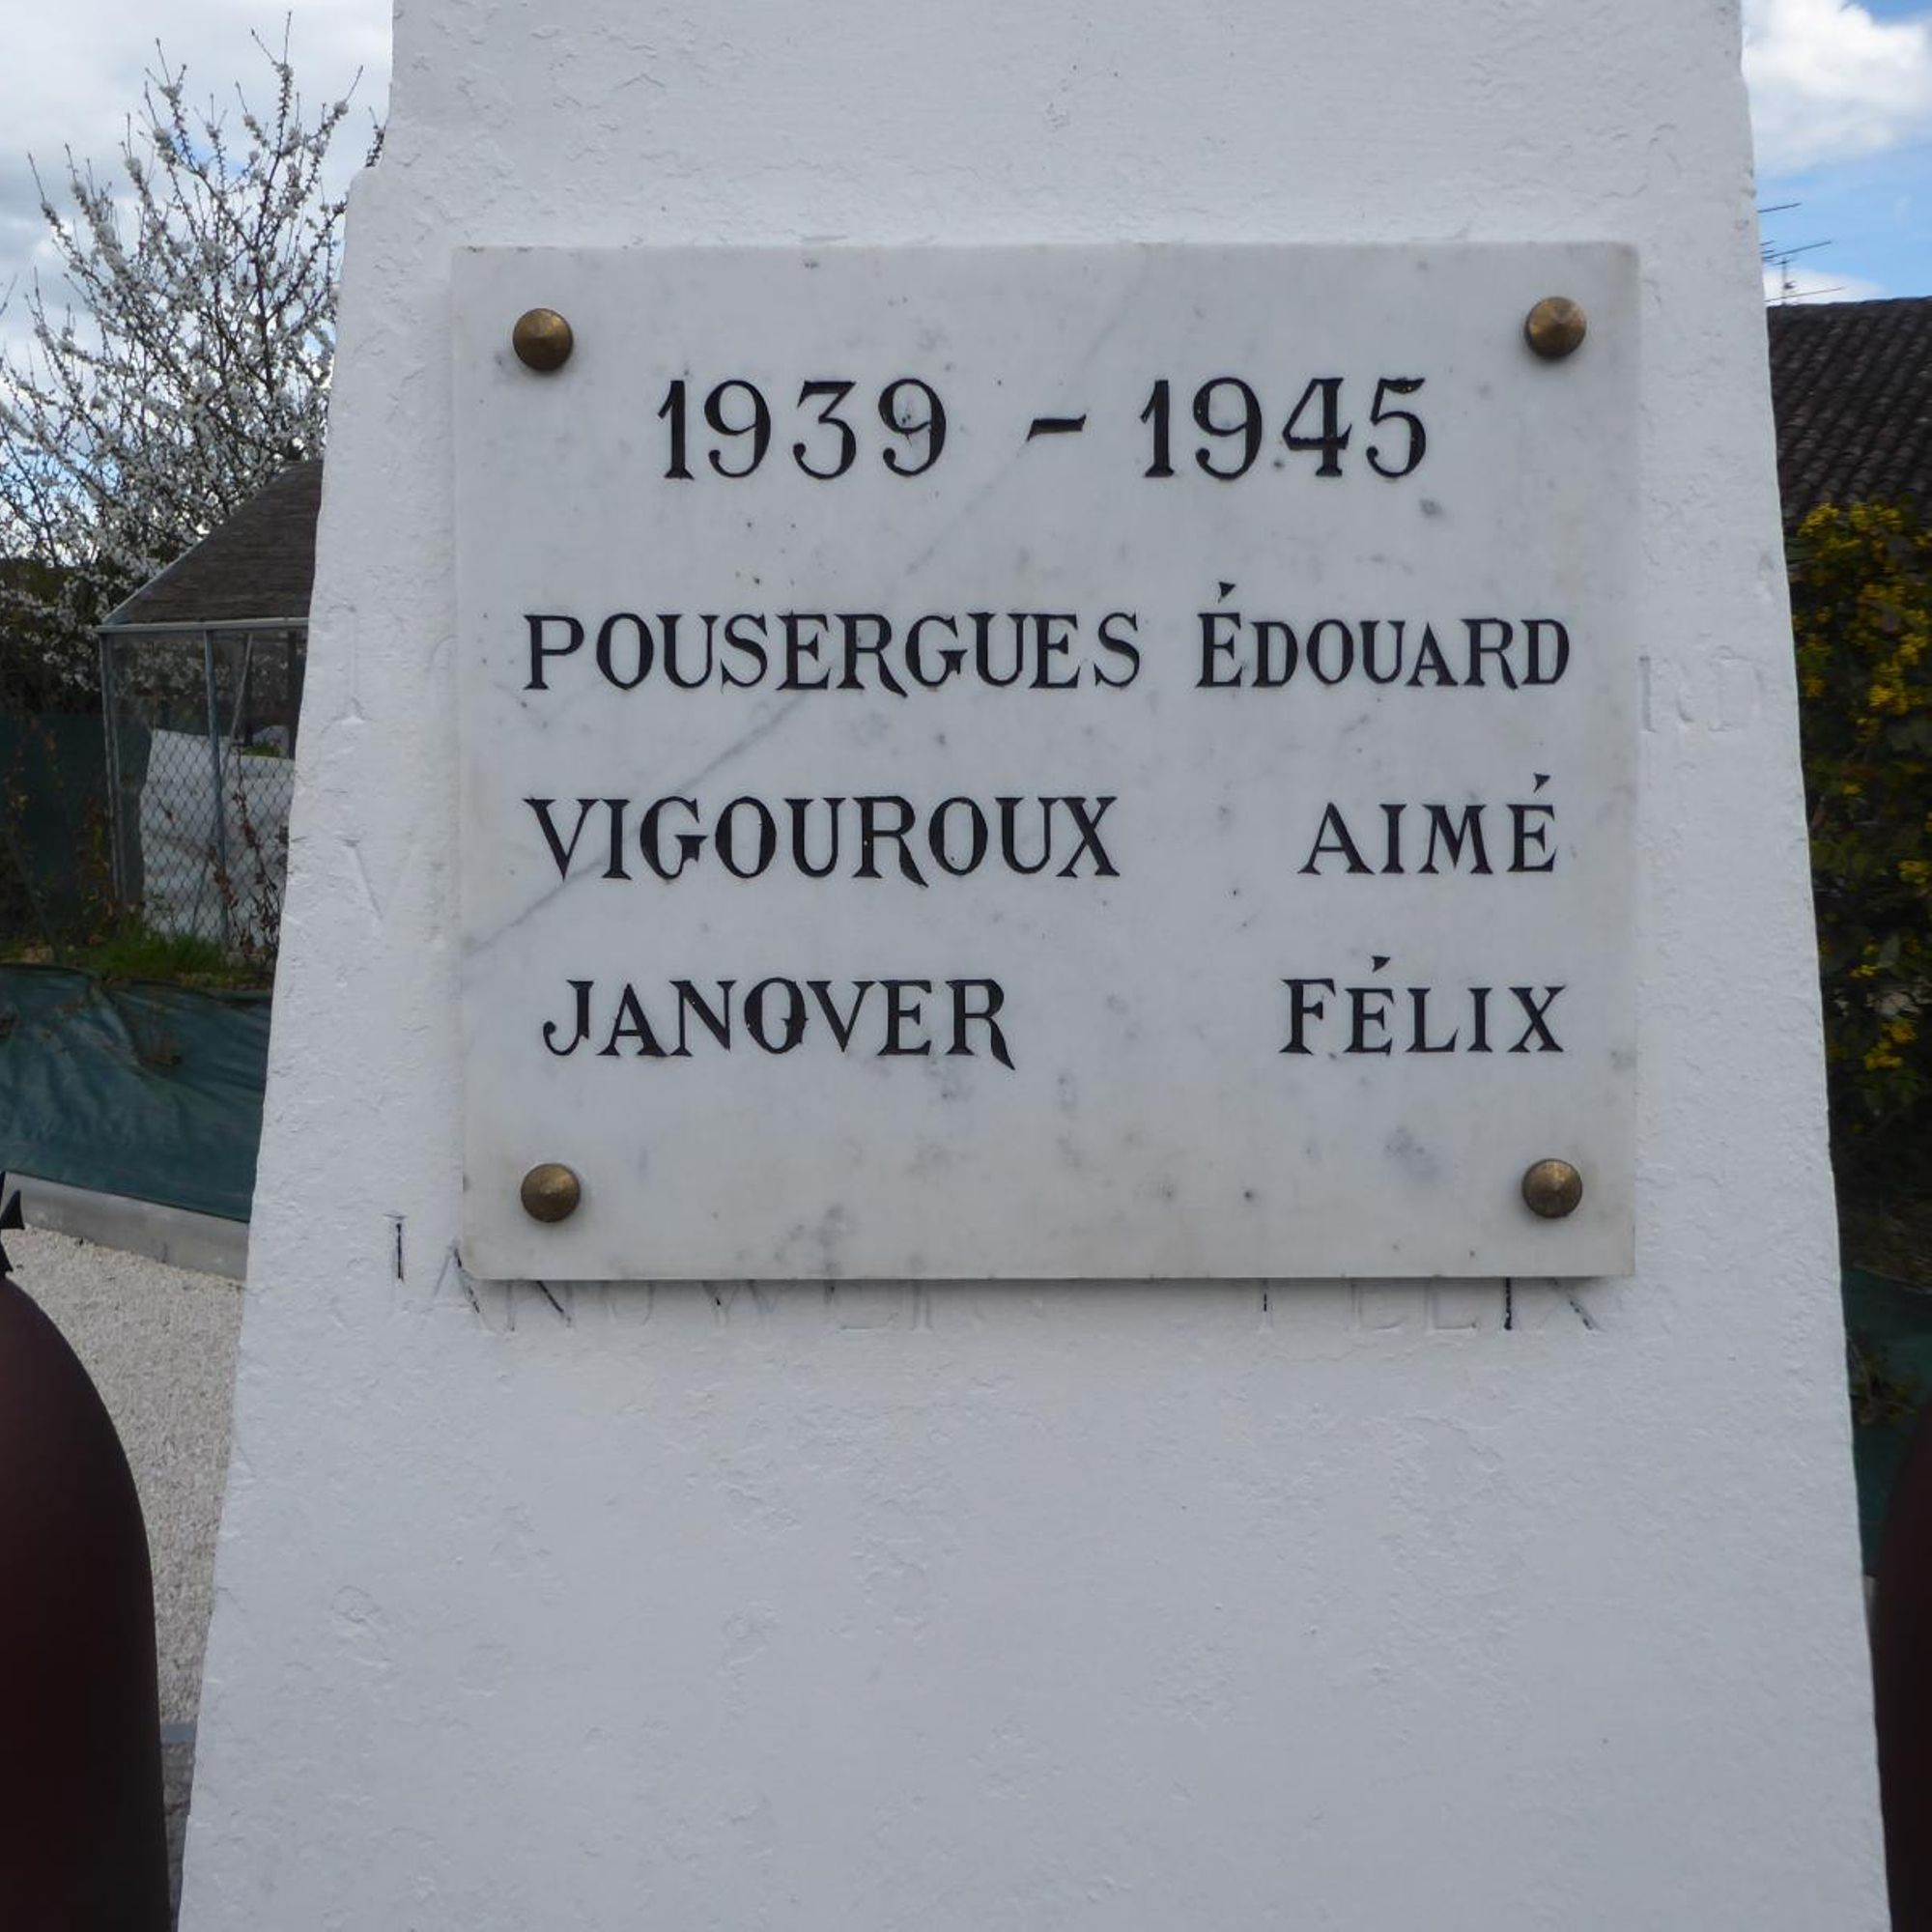 1939 - 1945
POUSERGUES ÉDOUARD
VIGOUROUX AIMÉ
JANOVER FÉLIX